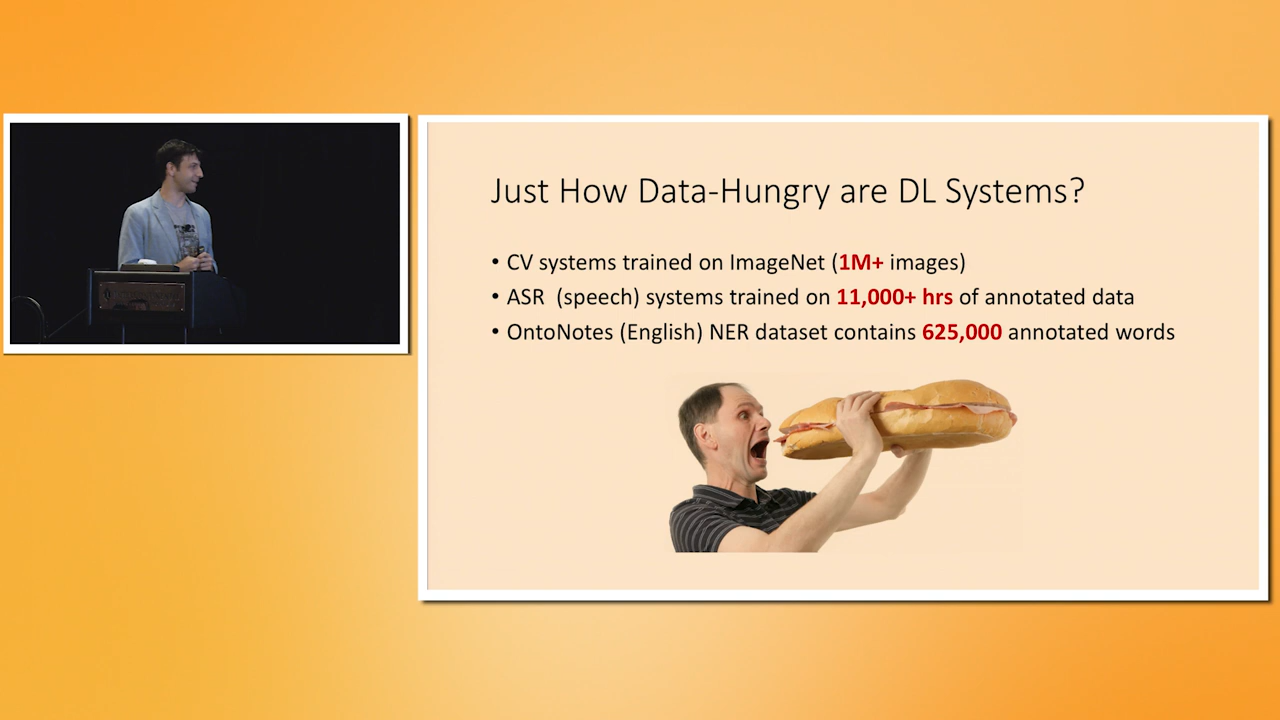 Just How Data-Hungry are DL Systems?
• CV systems trained on ImageNet (1M+ images)
• ASR (speech) systems trained on 11,000+ hrs of annotated data
• OntoNotes (English) NER dataset contains 625,000 annotated words